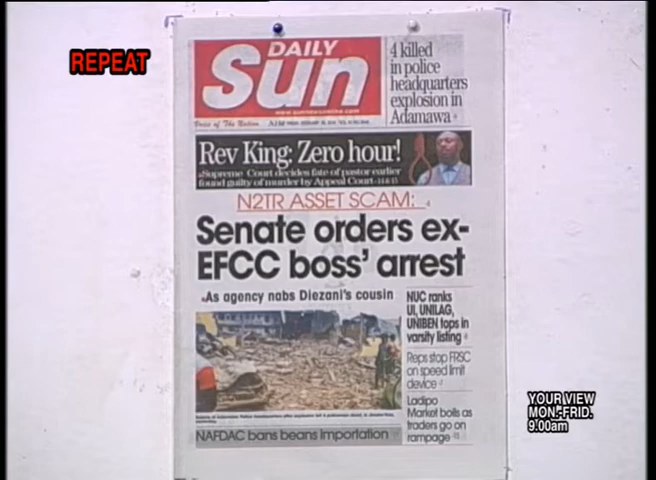 REPEAT
DAILY
Sun
Voice of The Nation
4 killed
in police
headquarters
explosion in
Adamawa
Rev King: Zero hour!
Supreme Court decides fate of pastor earlier
found guilty of murder by Appeal Court
N2TR ASSET SCAM:
Senate orders ex-
EFCC boss' arrest
As agency nabs Diezani's cousin
NUC ranks
UI, UNILAG,
UNIBEN tops in
varsity listing
Reps stop FRSC
on speed limit
device
Ladipo
Market boils as
traders go on
rampage
NAFDAC bans beans importation
YOUR VIEW
MON.-FRID.
9.00am